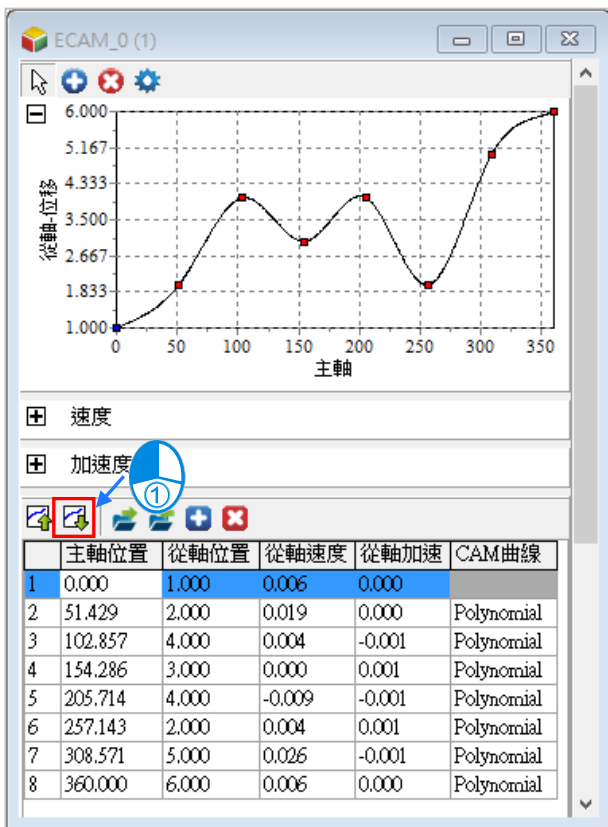 ECAM_0 (1)
6.000
5.167
4.333
3.500
2.667
1.833
1.000
從軸-位移
0 50 100 150 200 250 300 350
主軸
速度
加速度
①
主軸位置 從軸位置 從軸速度 從軸加速 CAM曲線
1 0.000 1.000 0.006 0.000
2 51.429 2.000 0.019 0.000 Polynomial
3 102.857 4.000 0.004 -0.001 Polynomial
4 154.286 3.000 0.000 0.001 Polynomial
5 205.714 4.000 -0.009 -0.001 Polynomial
6 257.143 2.000 0.004 0.001 Polynomial
7 308.571 5.000 0.026 -0.001 Polynomial
8 360.000 6.000 0.006 0.000 Polynomial